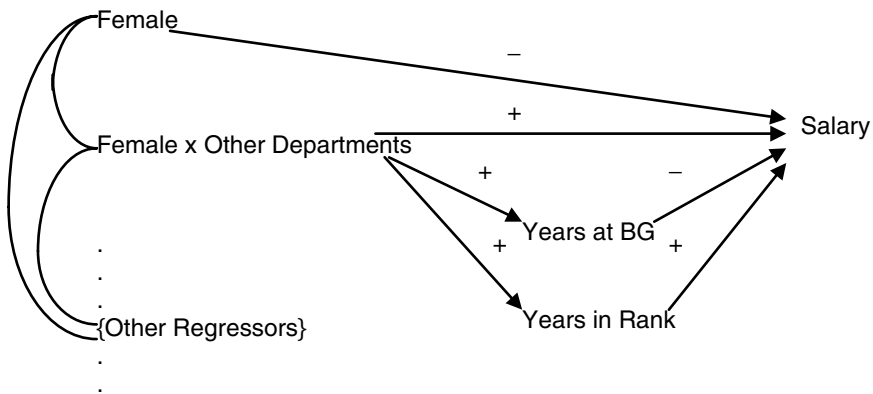 Female
–
+
Salary
Female x Other Departments
+
–
Years at BG
+
+
.
.
.
Years in Rank
{Other Regressors}
.
.